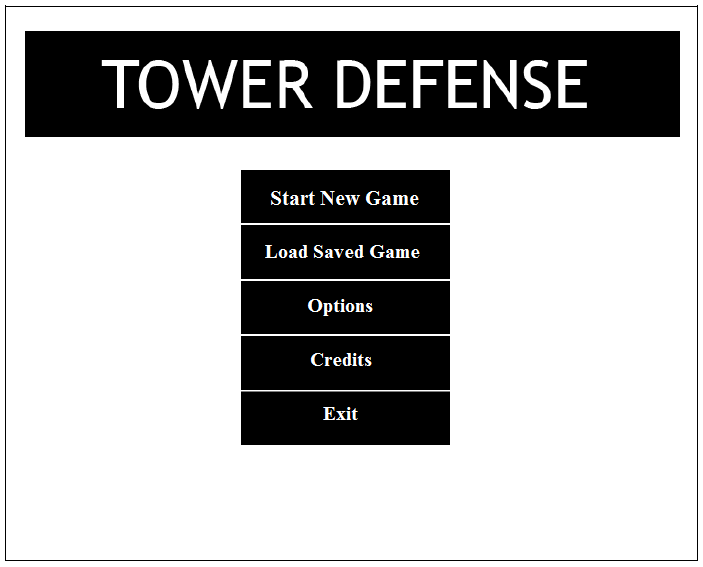 TOWER DEFENSE
Start New Game
Load Saved Game
Options
Credits
Exit